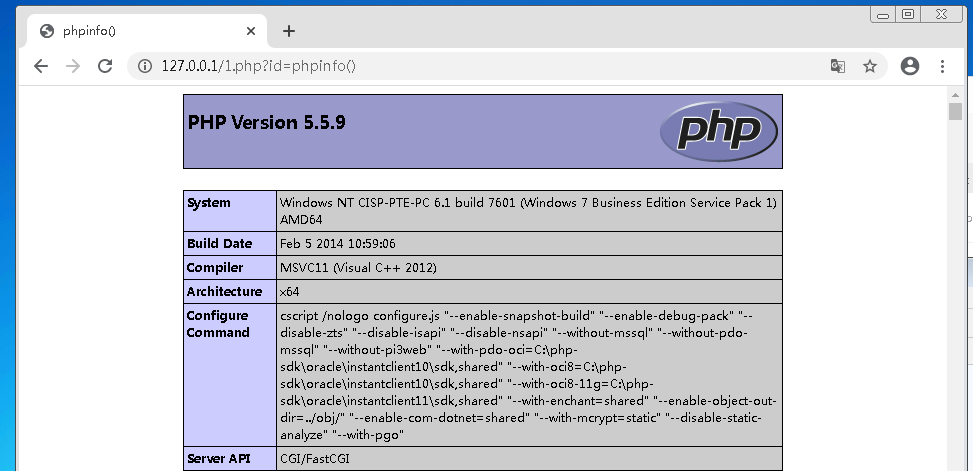 phpinfo()
127.0.0.1/1.php?id=phpinfo()
PHP Version 5.5.9
php
System
Windows NT CISP-PTE-PC 6.1 build 7601 (Windows 7 Business Edition Service Pack 1)
AMD64
Build Date
Feb 5 2014 10:59:06
Compiler
MSVC11 (Visual C++ 2012)
Architecture
x64
Configure
Command
cscript /nologo configure.js "--enable-snapshot-build" "--enable-debug-pack" "--
disable-zts" "--disable-isapi" "--disable-nsapi" "--without-mssql" "--without-pdo-
mssql" "--without-pi3web" "--with-pdo-oci=C:\php-
sdk\oracle\instantclient10\sdk,shared" "--with-oci8=C:\php-
sdk\oracle\instantclient10\sdk,shared" "--with-oci8-11g=C:\php-
sdk\oracle\instantclient11\sdk,shared" "--with-enchant=shared" "--enable-object-out-
dir=../obj/" "--enable-com-dotnet=shared" "--with-mcrypt=static" "--disable-static-
analyze" "--with-pgo"
Server API
CGI/FastCGI